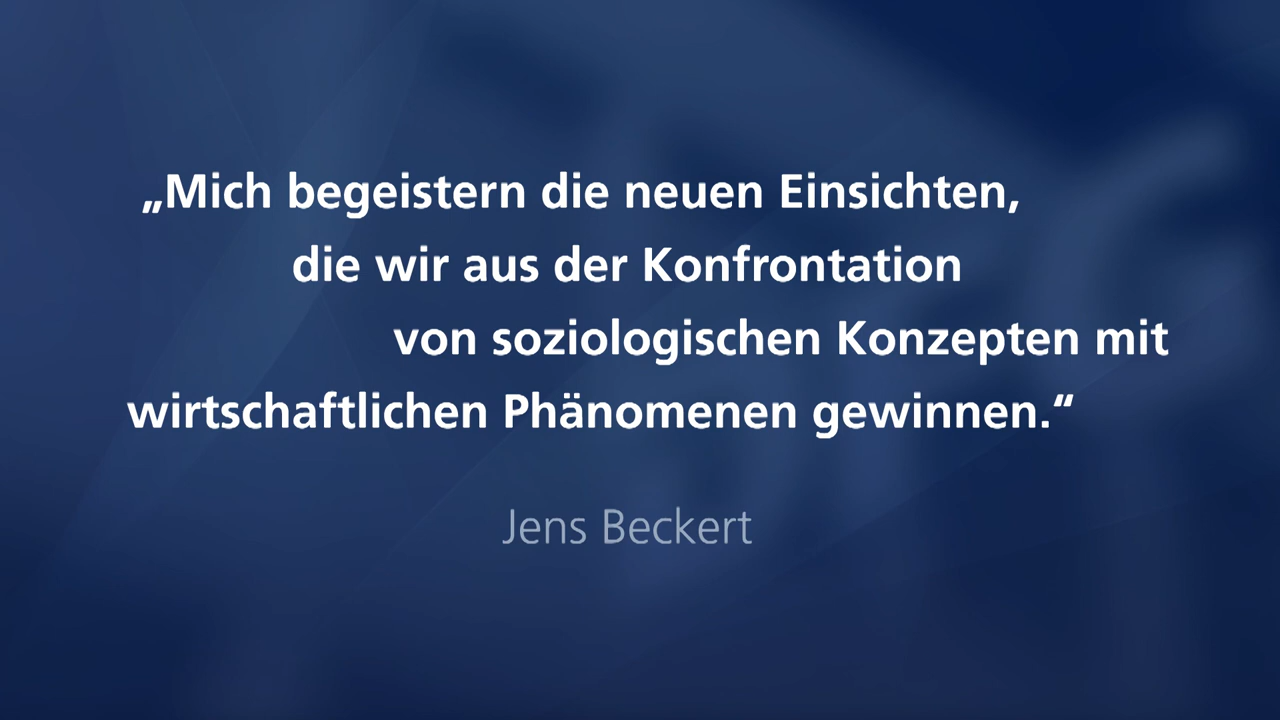 „Mich begeistern die neuen Einsichten,
die wir aus der Konfrontation
von soziologischen Konzepten mit
wirtschaftlichen Phänomenen gewinnen.“
Jens Beckert